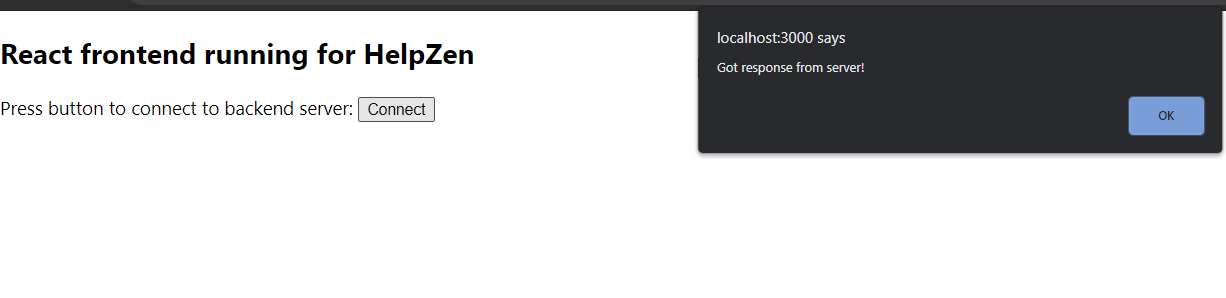 React frontend running for HelpZen
Press button to connect to backend server: Connect
localhost:3000 says
Got response from server!
OK